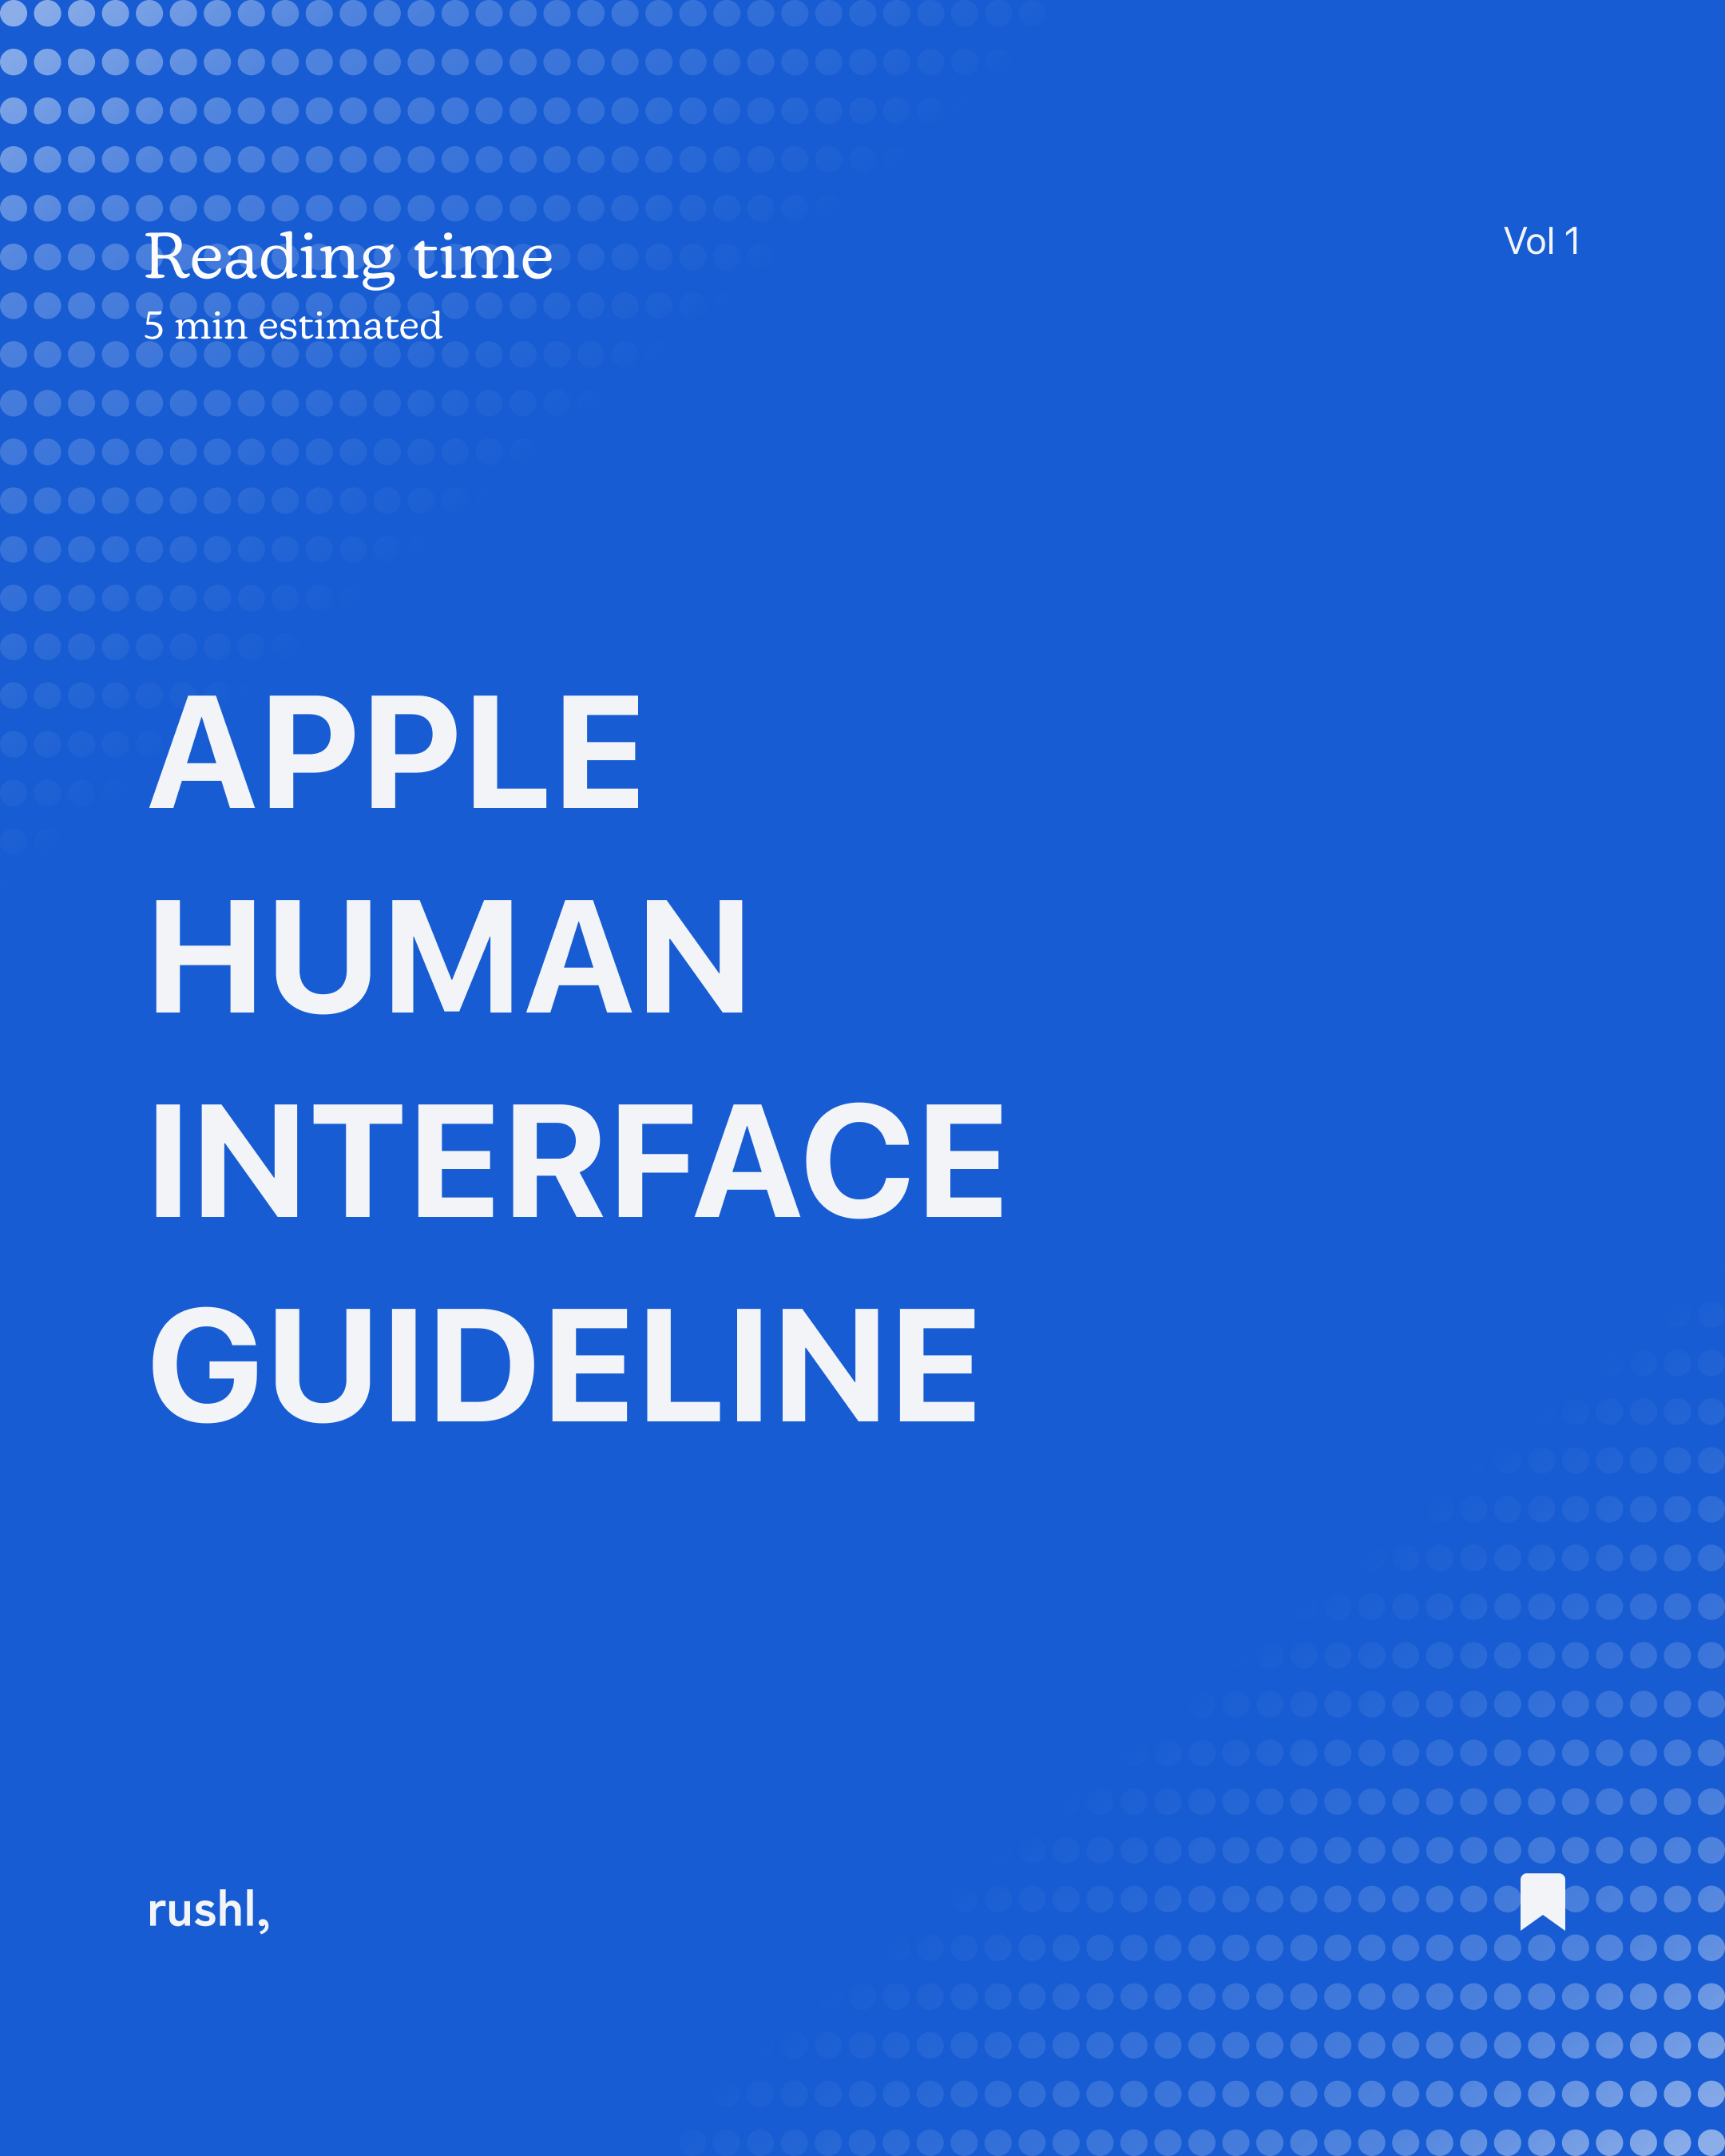 Reading time
Vol 1
5 min estimated
APPLE
HUMAN
INTERFACE
GUIDELINE
rushl,